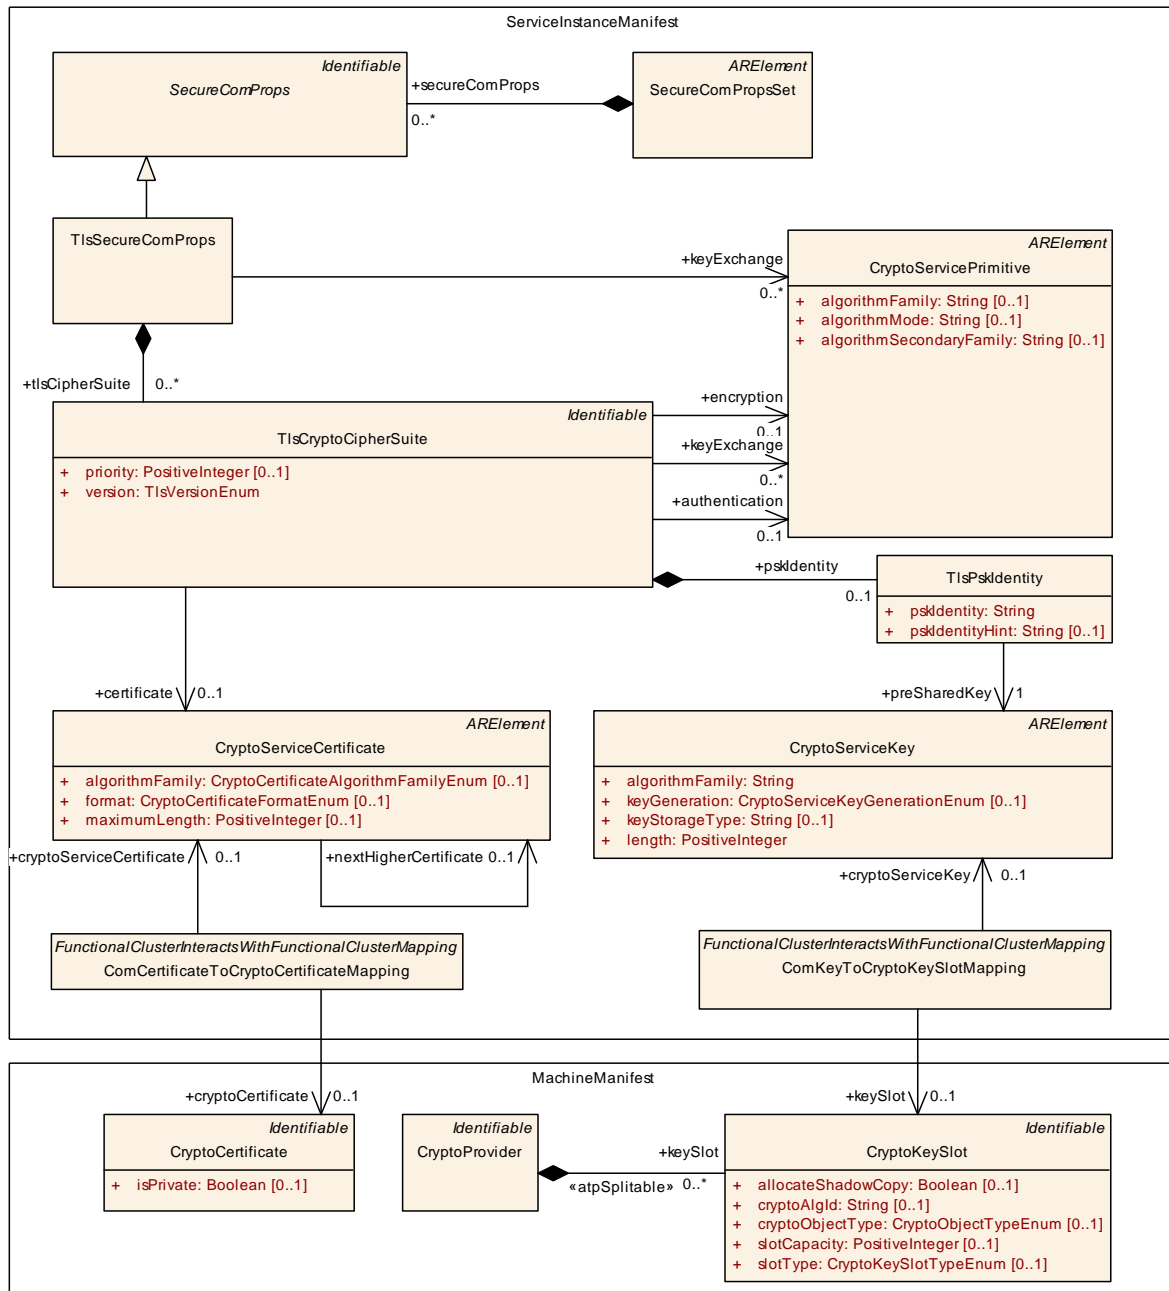 ServiceInstanceManifest
Identifiable
SecureComProps
+secureComProps
0..*
ARElement
SecureComPropsSet
TlsSecureComProps
+keyExchange
0..*
ARElement
CryptoServicePrimitive
+ algorithmFamily: String [0..1]
+ algorithmMode: String [0..1]
+ algorithmSecondaryFamily: String [0..1]
+tlsCipherSuite
0..*
Identifiable
TlsCryptoCipherSuite
+ priority: PositiveInteger [0..1]
+ version: TlsVersionEnum
+encryption
0..1
+keyExchange
0..*
+authentication
0..1
+pskIdentity
0..1
TlsPskIdentity
+ pskIdentity: String
+ pskIdentityHint: String [0..1]
+certificate
0..1
+preSharedKey
1
ARElement
CryptoServiceCertificate
+ algorithmFamily: CryptoCertificateAlgorithmFamilyEnum [0..1]
+ format: CryptoCertificateFormatEnum [0..1]
+ maximumLength: PositiveInteger [0..1]
ARElement
CryptoServiceKey
+ algorithmFamily: String
+ keyGeneration: CryptoServiceKeyGenerationEnum [0..1]
+ keyStorageType: String [0..1]
+ length: PositiveInteger
+cryptoServiceCertificate
0..1
+nextHigherCertificate 0..1
+cryptoServiceKey
0..1
FunctionalClusterInteractsWithFunctionalClusterMapping
ComCertificateToCryptoCertificateMapping
FunctionalClusterInteractsWithFunctionalClusterMapping
ComKeyToCryptoKeySlotMapping
MachineManifest
+cryptoCertificate
0..1
+keySlot
0..1
Identifiable
CryptoCertificate
+ isPrivate: Boolean [0..1]
Identifiable
CryptoProvider
+keySlot
«atpSplitable» 0..*
Identifiable
CryptoKeySlot
+ allocateShadowCopy: Boolean [0..1]
+ cryptoAlgId: String [0..1]
+ cryptoObjectType: CryptoObjectTypeEnum [0..1]
+ slotCapacity: PositiveInteger [0..1]
+ slotType: CryptoKeySlotTypeEnum [0..1]